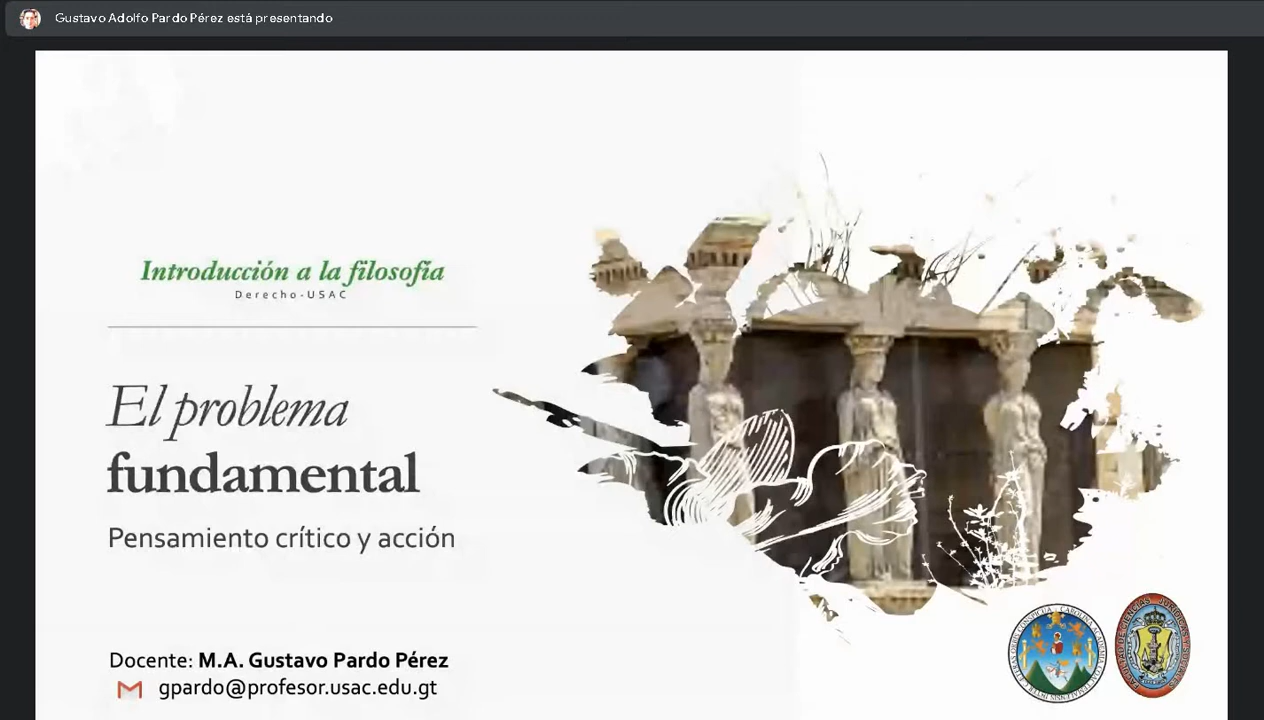 Gustavo Adolfo Pardo Pérez está presentando
Introducción a la filosofía
Derecho-USAC
El problema
fundamental
Pensamiento crítico y acción
Docente: M.A. Gustavo Pardo Pérez
gpardo@profesor.usac.edu.gt